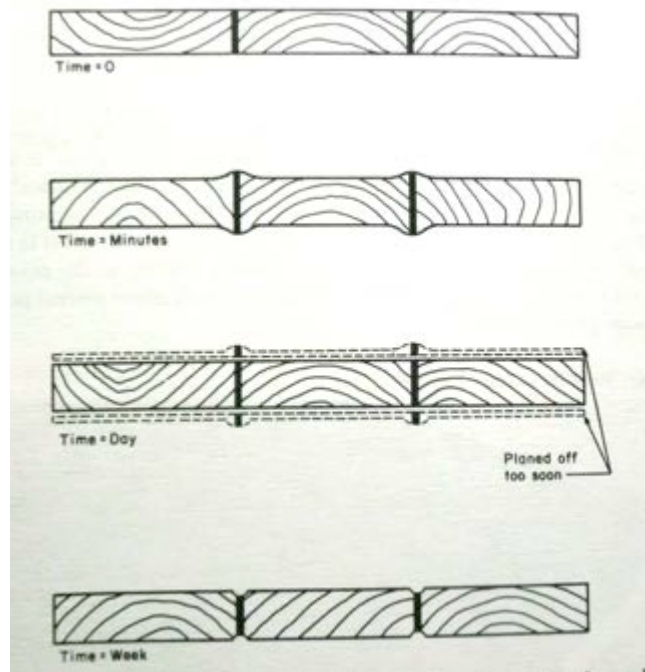 Time = 0
Time = Minutes
Time = Day
Planed off
too soon
Time = Week